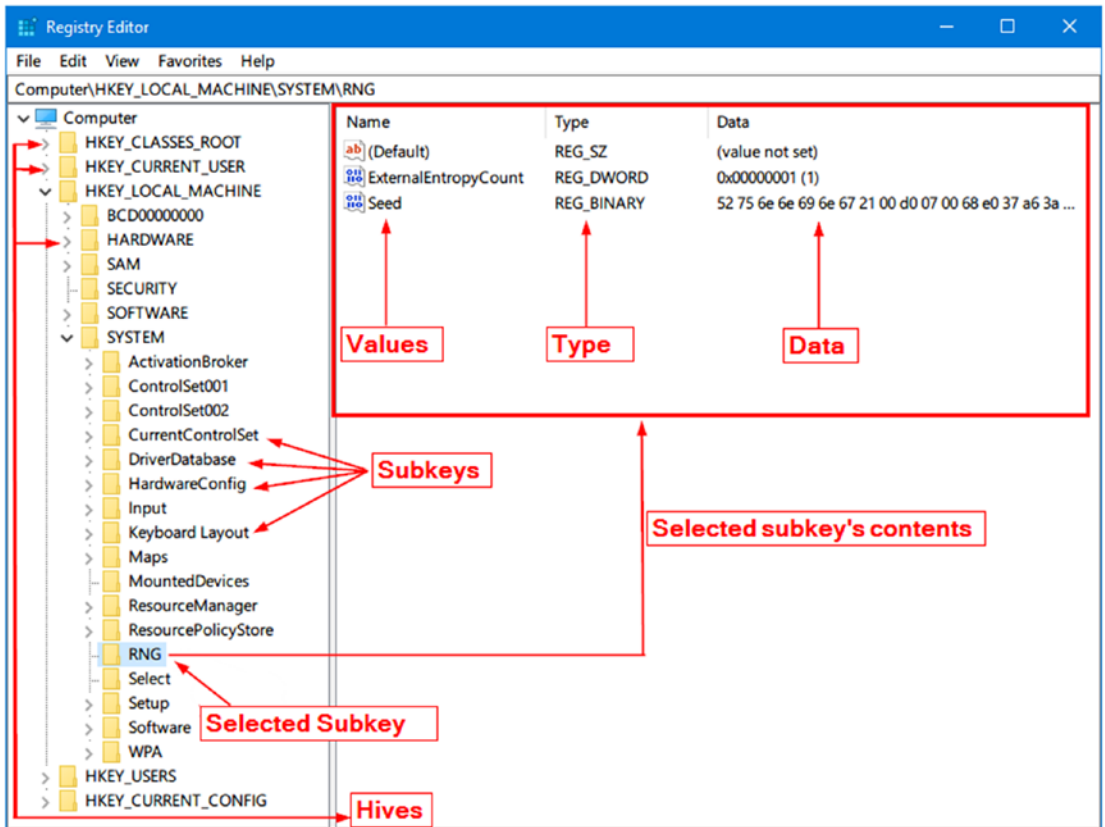 Registry Editor
File Edit View Favorites Help
Computer\HKEY_LOCAL_MACHINE\SYSTEM\RNG
Computer
HKEY_CLASSES_ROOT
HKEY_CURRENT_USER
HKEY_LOCAL_MACHINE
BCD00000000
HARDWARE
SAM
SECURITY
SOFTWARE
SYSTEM
ActivationBroker
ControlSet001
ControlSet002
CurrentControlSet
DriverDatabase
HardwareConfig
Input
Keyboard Layout
Maps
MountedDevices
ResourceManager
ResourcePolicyStore
RNG
Select
Setup
Software
WPA
HKEY_USERS
HKEY_CURRENT_CONFIG
Name Type Data
ab (Default) REG_SZ (value not set)
ExternalEntropyCount REG_DWORD 0x00000001 (1)
Seed REG_BINARY 52 75 6e 6e 69 6e 67 21 00 d0 07 00 68 e0 37 a6 3a ...
Values Type Data
Subkeys
Selected subkey's contents
Selected Subkey
Hives